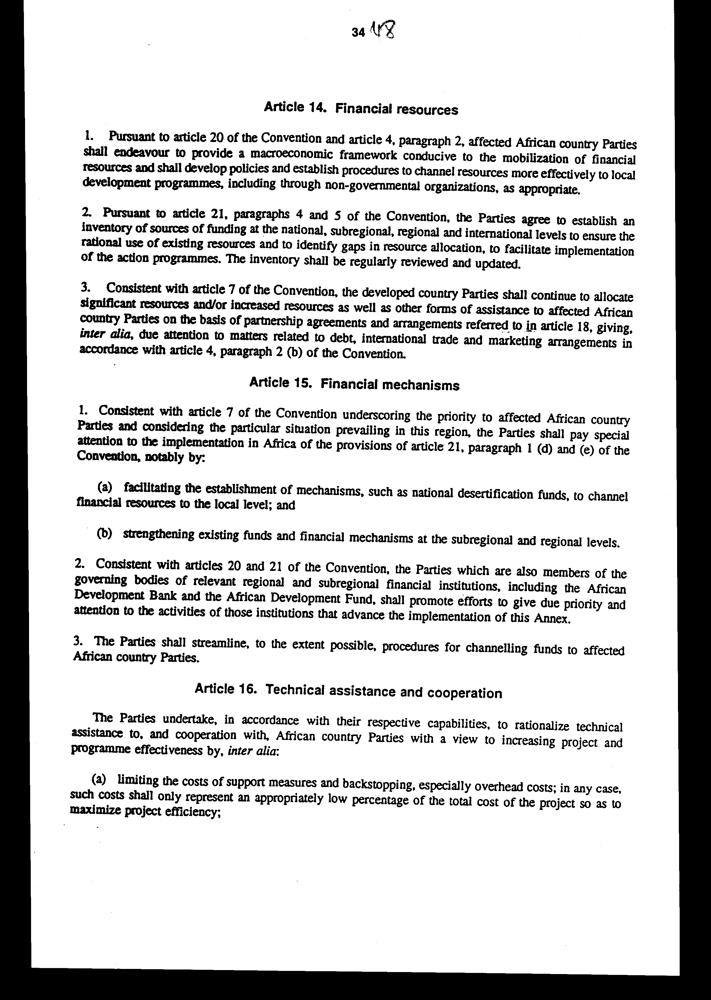 34
Article 14. Financial resources
1. Pursuant to article 20 of the Convention and article 4, paragraph 2, affected African country Parties
shall endeavour to provide a macroeconomic framework conducive to the mobilization of financial
resources and shall develop policies and establish procedures to channel resources more effectively to local
development programmes, including through non-governmental organizations, as appropriate.
2. Pursuant to article 21, paragraphs 4 and 5 of the Convention, the Parties agree to establish an
inventory of sources of funding at the national, subregional, regional and international levels to ensure the
rational use of existing resources and to identify gaps in resource allocation, to facilitate implementation
of the action programmes. The inventory shall be regularly reviewed and updated.
3. Consistent with article 7 of the Convention, the developed country Parties shall continue to allocate
significant resources and/or increased resources as well as other forms of assistance to affected African
country Parties on the basis of partnership agreements and arrangements referred to in article 18, giving,
inter alia, due attention to matters related to debt, international trade and marketing arrangements in
accordance with article 4, paragraph 2 (b) of the Convention.
Article 15. Financial mechanisms
1. Consistent with article 7 of the Convention underscoring the priority to affected African country
Parties and considering the particular situation prevailing in this region, the Parties shall pay special
attention to the implementation in Africa of the provisions of article 21, paragraph 1 (d) and (e) of the
Convention, notably by:
(a) facilitating the establishment of mechanisms, such as national desertification funds, to channel
financial resources to the local level; and
(b) strengthening existing funds and financial mechanisms at the subregional and regional levels.
2. Consistent with articles 20 and 21 of the Convention, the Parties which are also members of the
governing bodies of relevant regional and subregional financial institutions, including the African
Development Bank and the African Development Fund, shall promote efforts to give due priority and
attention to the activities of those institutions that advance the implementation of this Annex.
3. The Parties shall streamline, to the extent possible, procedures for channelling funds to affected
African country Parties.
Article 16. Technical assistance and cooperation
The Parties undertake, in accordance with their respective capabilities, to rationalize technical
assistance to, and cooperation with, African country Parties with a view to increasing project and
programme effectiveness by, inter alia:
(a) limiting the costs of support measures and backstopping, especially overhead costs; in any case,
such costs shall only represent an appropriately low percentage of the total cost of the project so as to
maximize project efficiency;